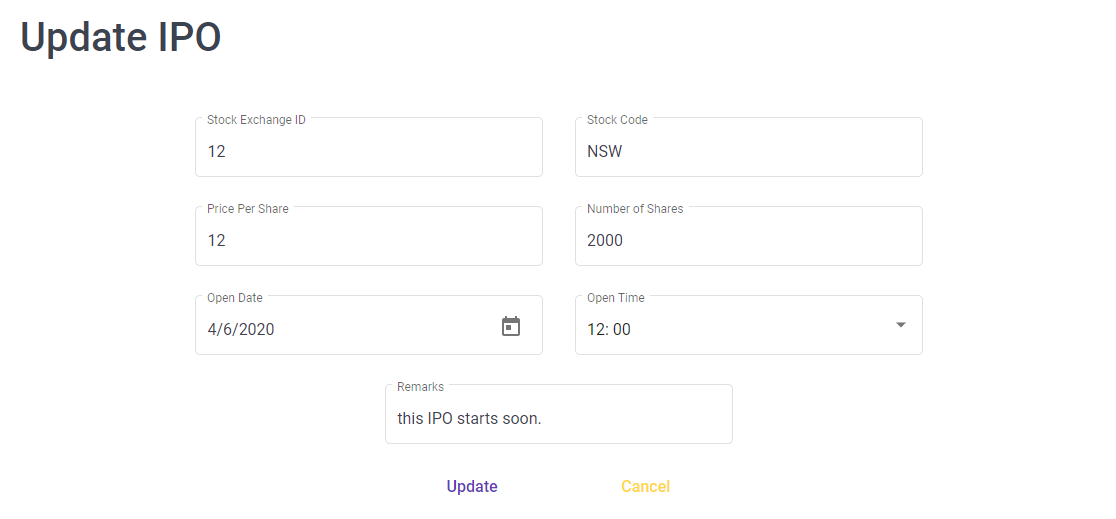 Update IPO
Stock Exchange ID
12
Stock Code
NSW
Price Per Share
12
Number of Shares
2000
Open Date
4/6/2020
Open Time
12: 00
Remarks
this IPO starts soon.
Update
Cancel